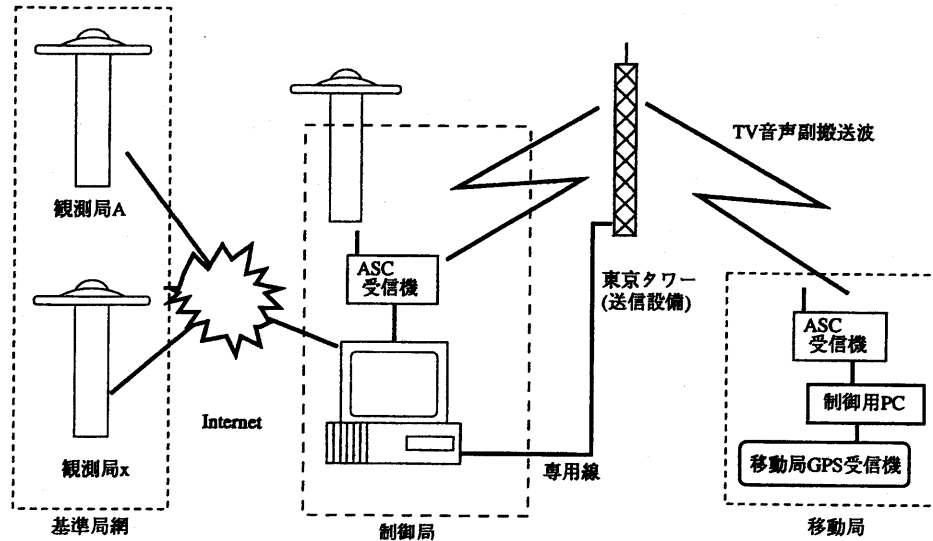 観測局A
観測局x
基準局網
Internet
ASC
受信機
制御局
専用線
東京タワー
(送信設備)
TV音声副搬送波
ASC
受信機
制御用PC
移動局GPS受信機
移動局